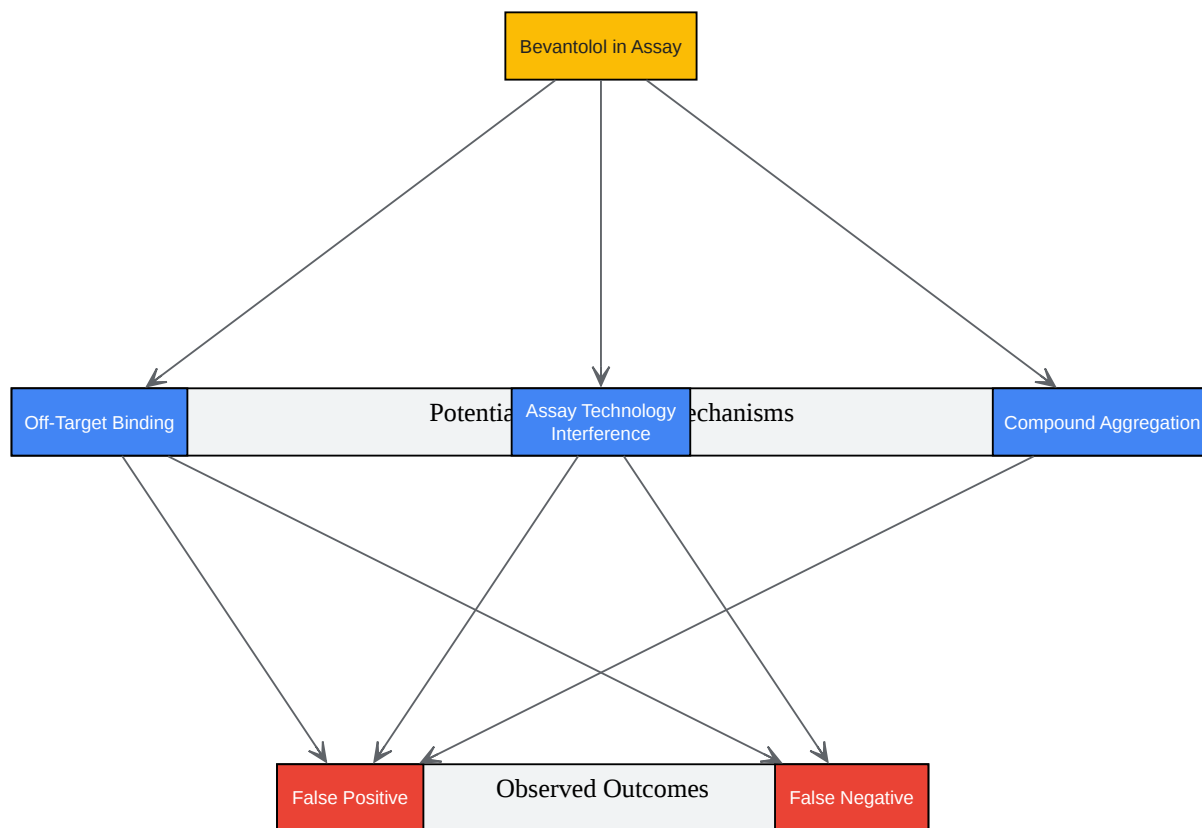 Bevantolol in Assay
Off-Target Binding
Potentia
Assay Technology
Interference
echanisms
Compound Aggregation
False Positive
Observed Outcomes
False Negative